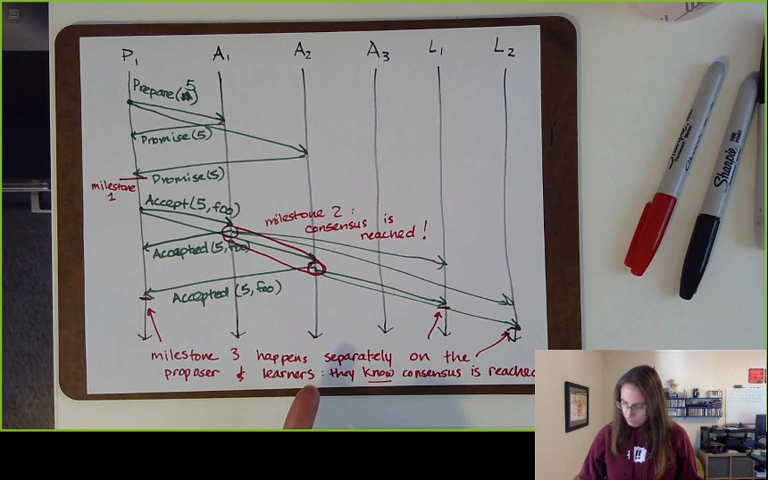 P1 A1 A2 A3 L1 L2
5
Prepare( )
Promise(5)
Promise(5)
milestone
1
Accept(5, foo)
milestone 2:
consensus is
reached!
Accepted(5, foo)
Accepted (5, foo)
milestone 3 happens separately on the
proposer & learners: they know consensus is reached
Sharpie